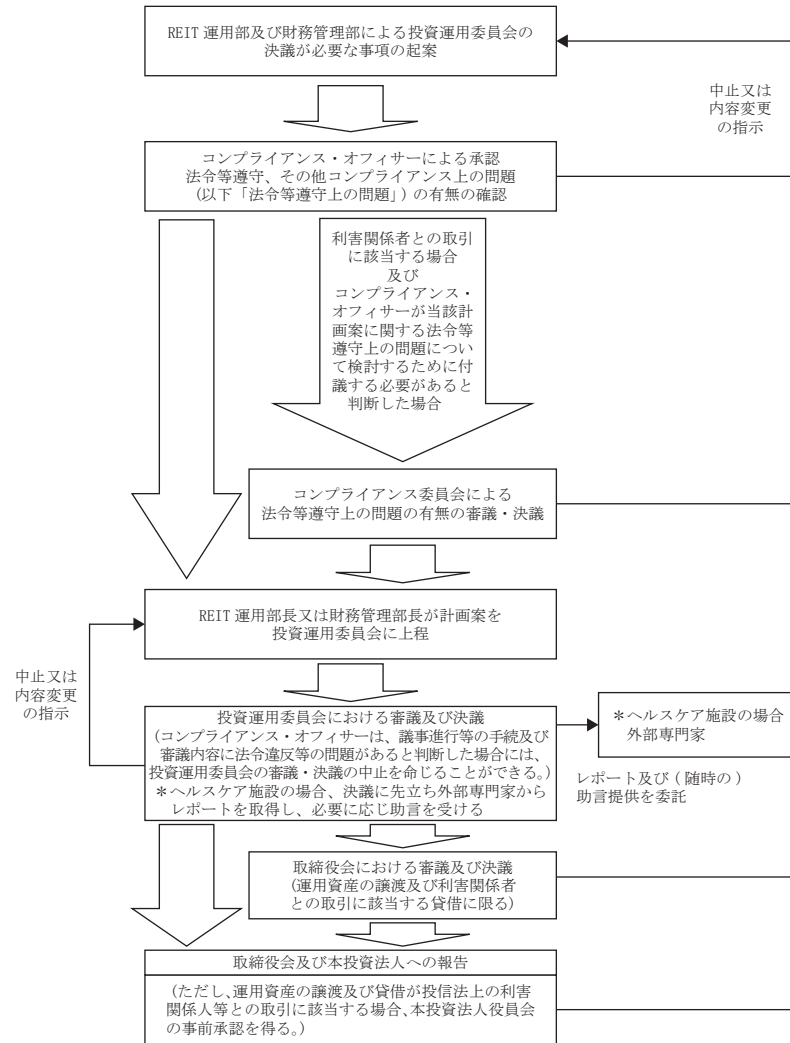 REIT 運用部及び財務管理部による投資運用委員会の
決議が必要な事項の起案
中止又は
内容変更
の指示
コンプライアンス・オフィサーによる承認
法令等遵守、その他コンプライアンス上の問題
(以下「法令等遵守上の問題」) の有無の確認
利害関係者との取引
に該当する場合
及び
コンプライアンス・
オフィサーが当該計
画案に関する法令等
遵守上の問題につい
て検討するために付
議する必要があると
判断した場合
コンプライアンス委員会による
法令等遵守上の問題の有無の審議・決議
REIT 運用部長又は財務管理部長が計画案を
投資運用委員会に上程
中止又は
内容変更
の指示
投資運用委員会における審議及び決議
(コンプライアンス・オフィサーは、議事進行等の手続及び
審議内容に法令違反等の問題があると判断した場合には、
投資運用委員会の審議・決議の中止を命じることができる。)
＊ヘルスケア施設の場合、決議に先立ち外部専門家から
レポートを取得し、必要に応じ助言を受ける
＊ヘルスケア施設の場合
外部専門家
レポート及び ( 随時の )
助言提供を委託
取締役会における審議及び決議
(運用資産の譲渡及び利害関係者
との取引に該当する貸借に限る)
取締役会及び本投資法人への報告
(ただし、運用資産の譲渡及び貸借が投信法上の利害
関係人等との取引に該当する場合、本投資法人役員会
の事前承認を得る。)